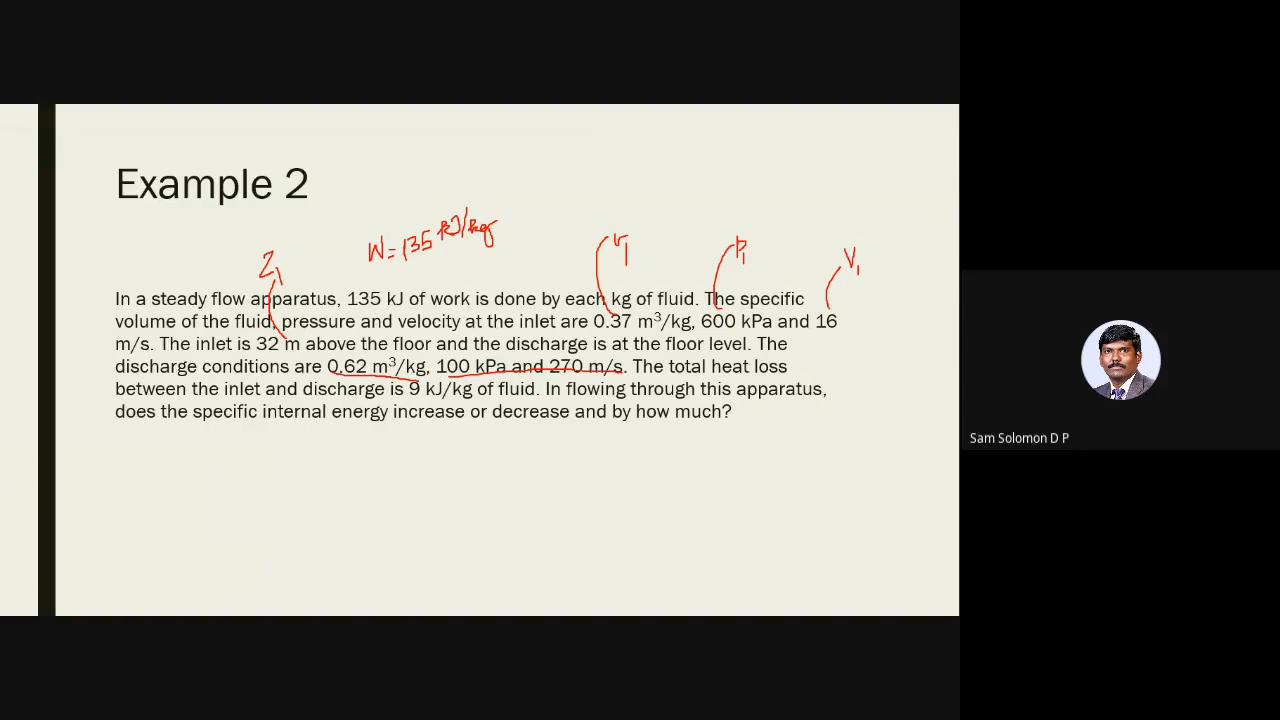 Example 2
W = 135 kJ/kg
Z1
v1
p1
V1
In a steady flow apparatus, 135 kJ of work is done by each kg of fluid. The specific
volume of the fluid, pressure and velocity at the inlet are 0.37 m³/kg, 600 kPa and 16
m/s. The inlet is 32 m above the floor and the discharge is at the floor level. The
discharge conditions are 0.62 m³/kg, 100 kPa and 270 m/s. The total heat loss
between the inlet and discharge is 9 kJ/kg of fluid. In flowing through this apparatus,
does the specific internal energy increase or decrease and by how much?
Sam Solomon D P